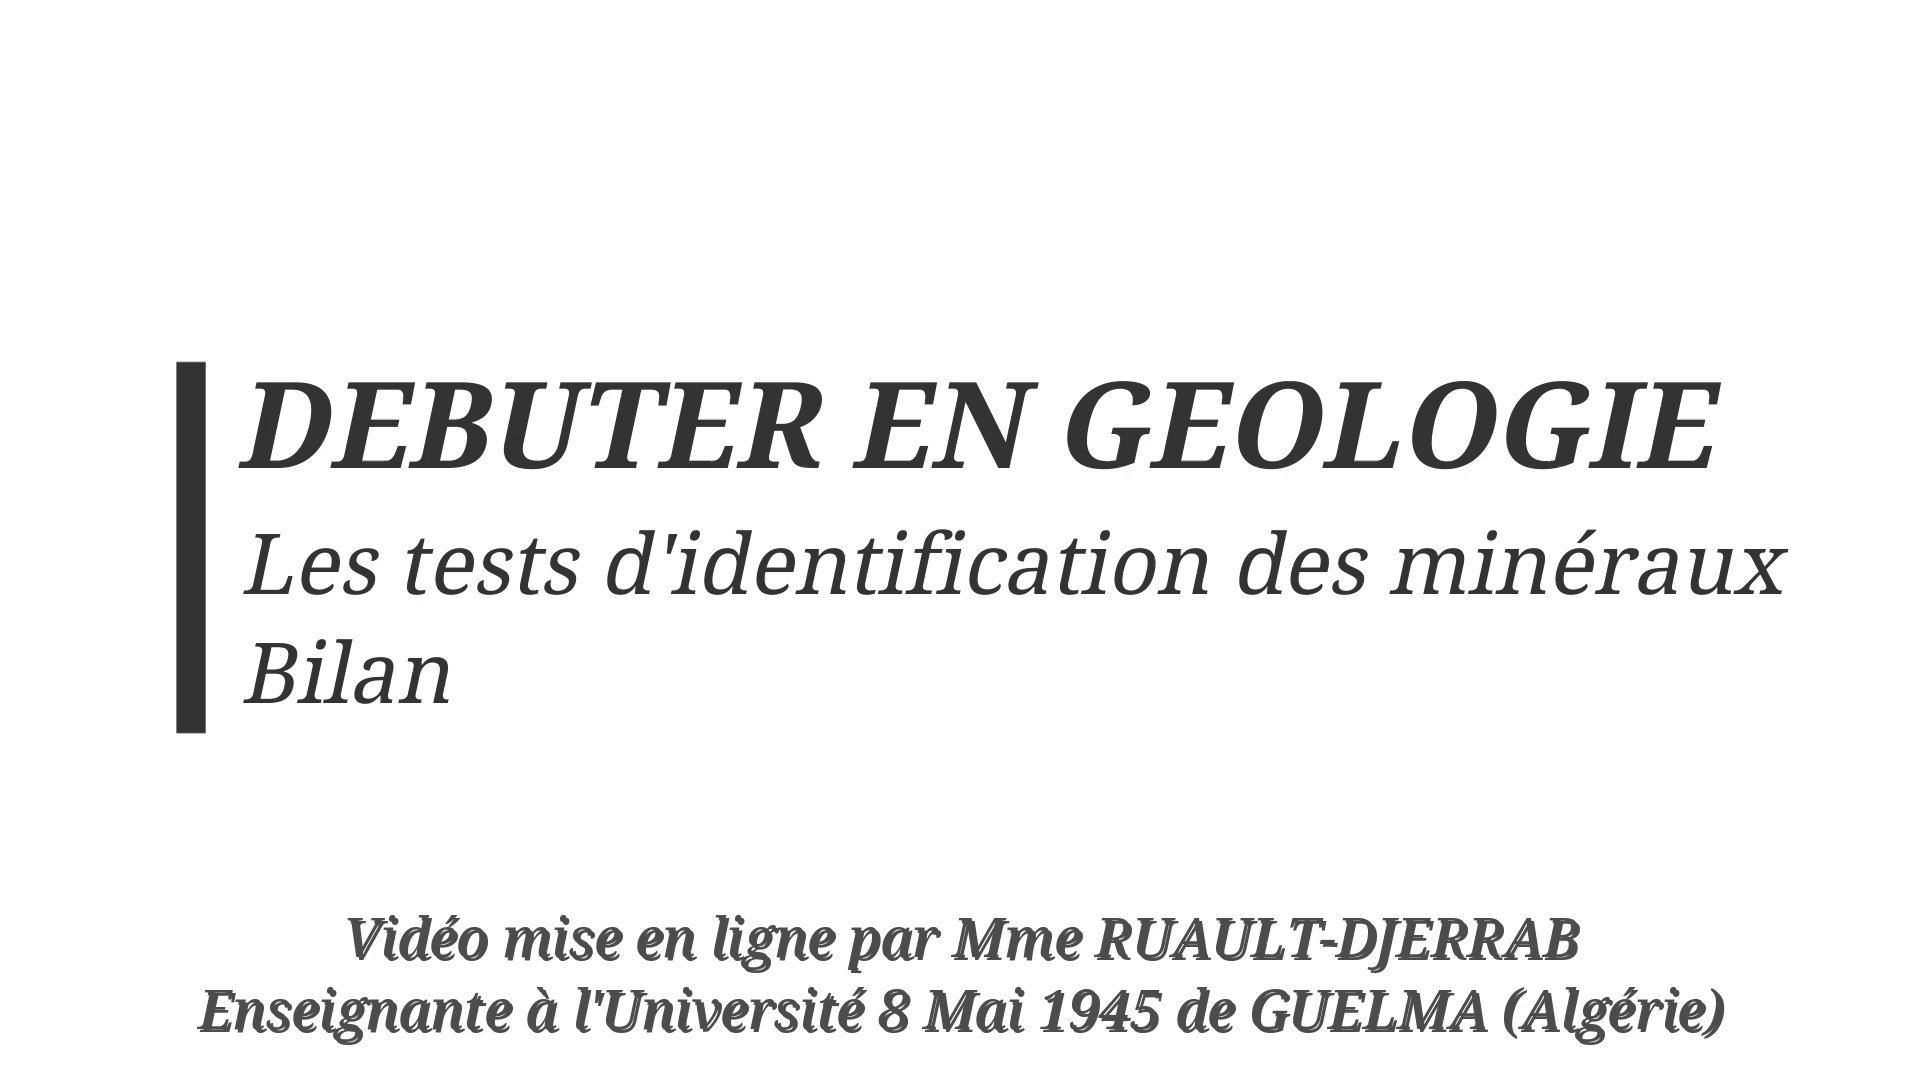 DEBUTER EN GEOLOGIE
Les tests d'identification des minéraux
Bilan
Vidéo mise en ligne par Mme RUAULT-DJERRAB
Enseignante à l'Université 8 Mai 1945 de GUELMA (Algérie)